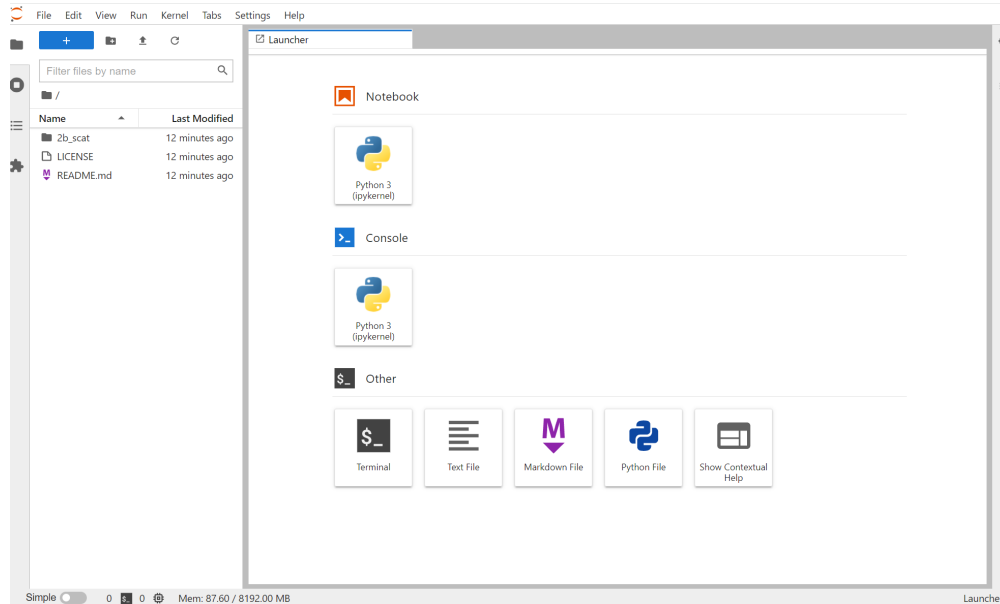 File Edit View Run Kernel Tabs Settings Help
+
Launcher
Filter files by name
/
Name Last Modified
2b_scat 12 minutes ago
LICENSE 12 minutes ago
README.md 12 minutes ago
Notebook
Python 3
(ipykernel)
Console
Python 3
(ipykernel)
$_ Other
$_
Terminal
Text File
Markdown File
Python File
Show Contextual
Help
Simple 0 $_ 0 Mem: 87.60 / 8192.00 MB Launche